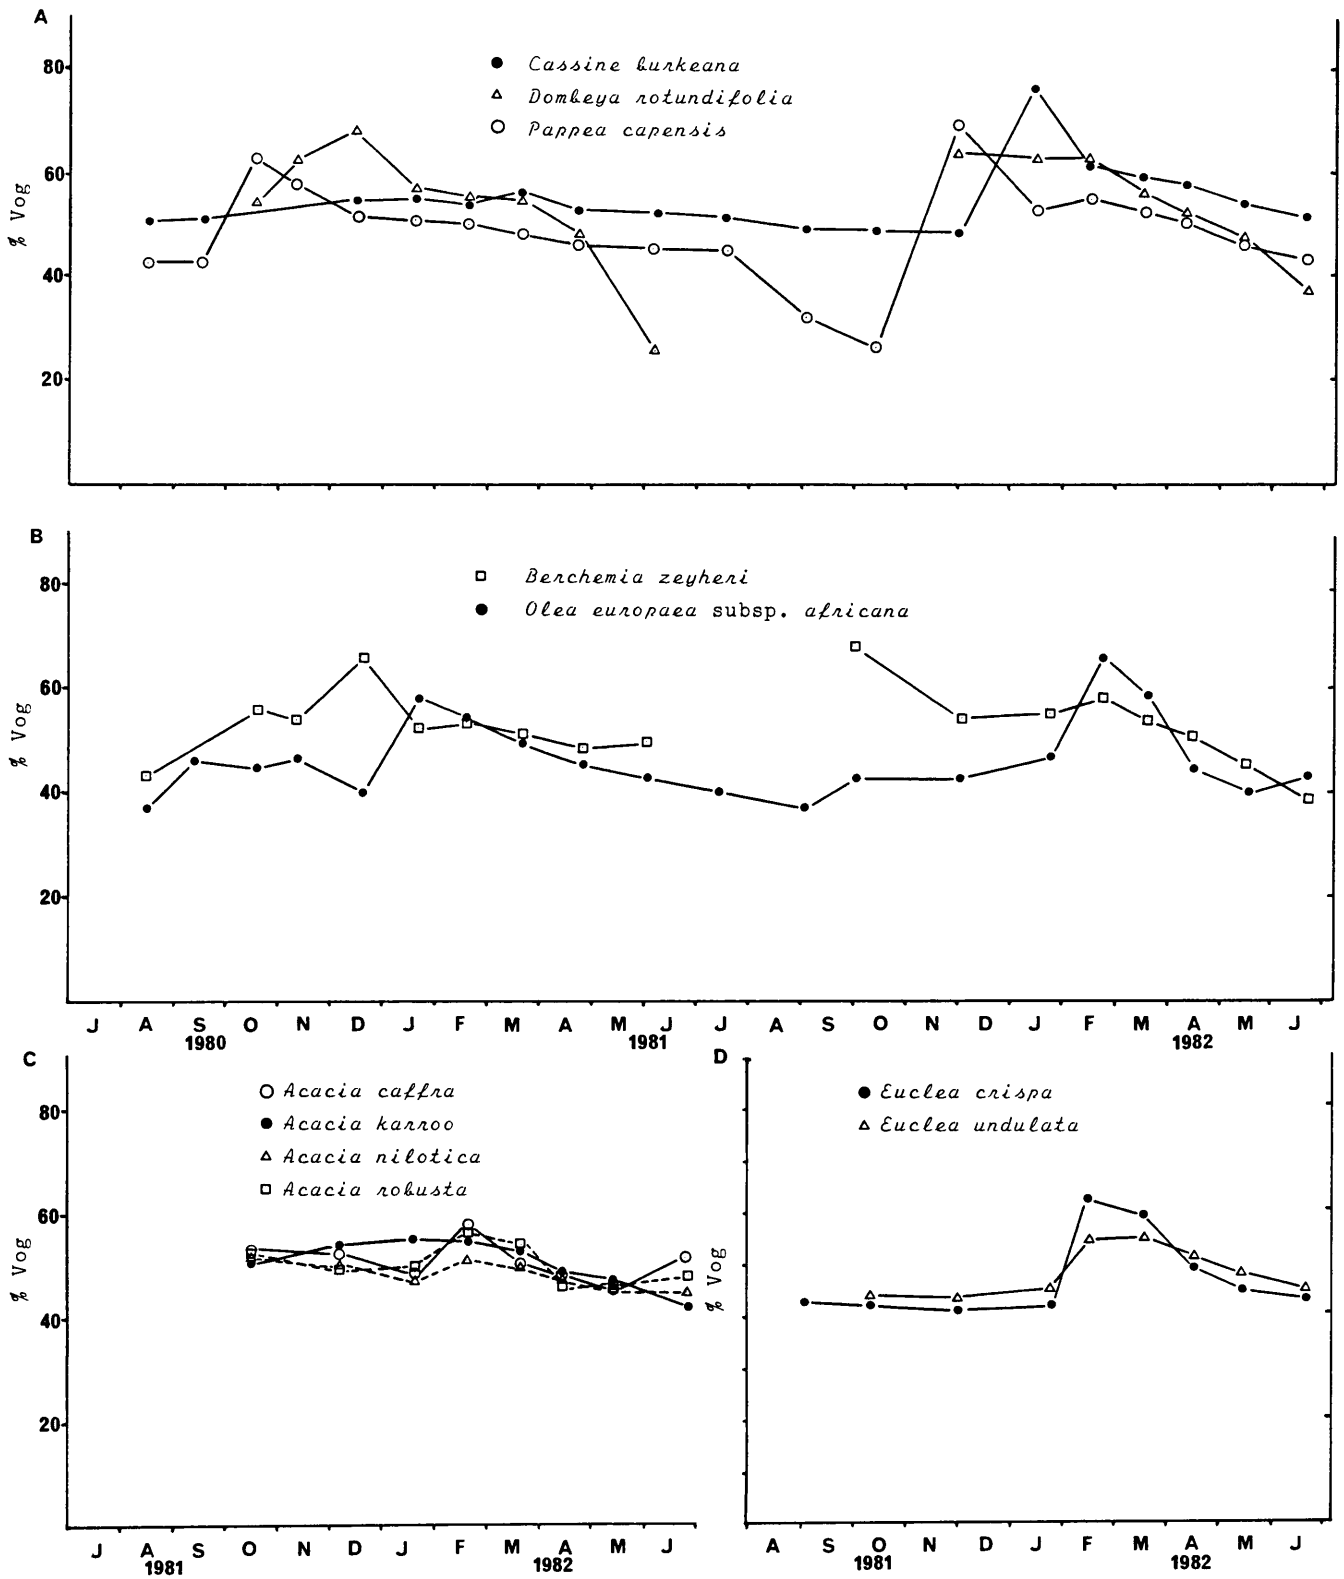 A
80
60
40
20
% Vog
Cassine burkeana
Dombeya rotundifolia
Pappea capensis
B
80
60
40
20
% Vog
Berchemia zeyheri
Olea europaea subsp. africana
J A S O N D J F M A M J J A S O N D J F M A M J
1980 1981 1982
C
80
60
40
20
% Vog
Acacia caffra
Acacia karroo
Acacia nilotica
Acacia robusta
J A S O N D J F M A M J
1981 1982
D
% Vog
Euclea crispa
Euclea undulata
A S O N D J F M A M J
1981 1982